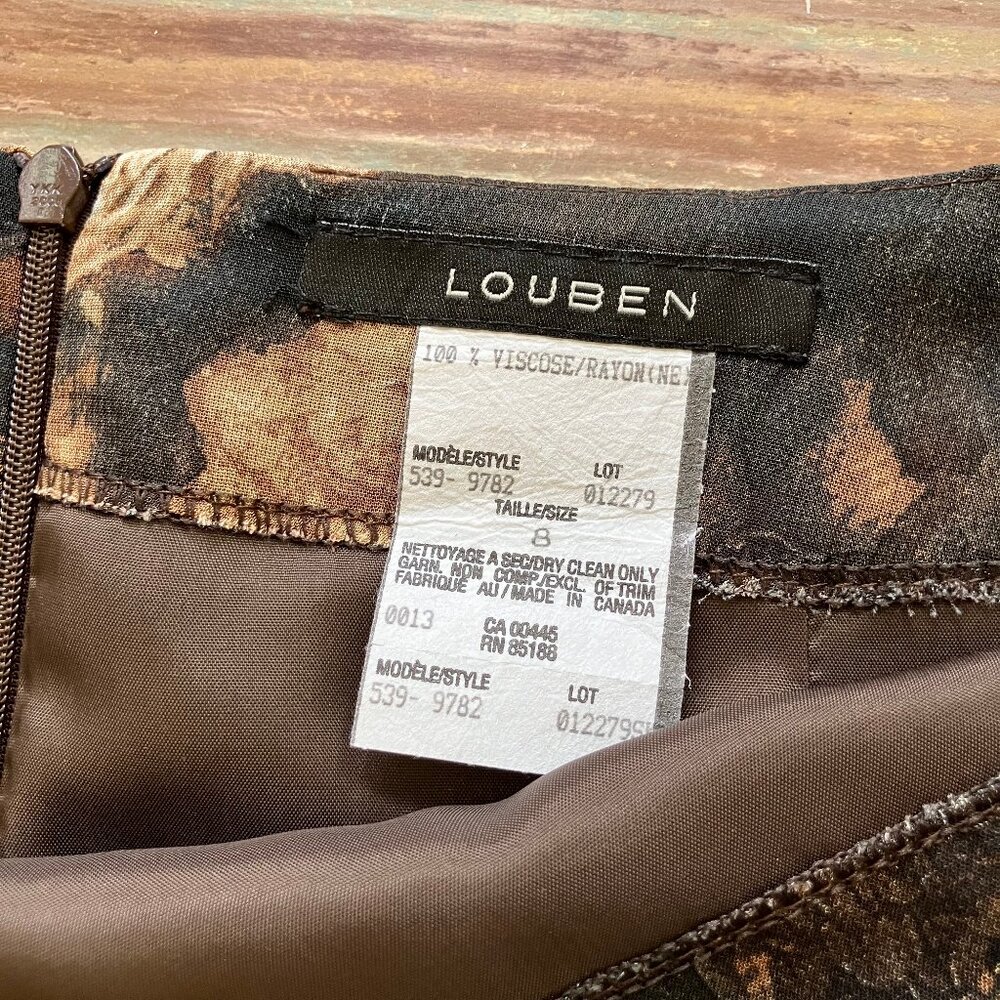 YKK
LOUBEN
100 % VISCOSE/RAYON(NE
MODÈLE/STYLE LOT
539- 9782 012279
TAILLE/SIZE
8
NETTOYAGE A SEC/DRY CLEAN ONLY
GARN. NON COMP./EXCL. OF TRIM
FABRIQUE AU/MADE IN CANADA
0013 CA 00445
RN 85188
MODÈLE/STYLE LOT
539- 9782 012279S